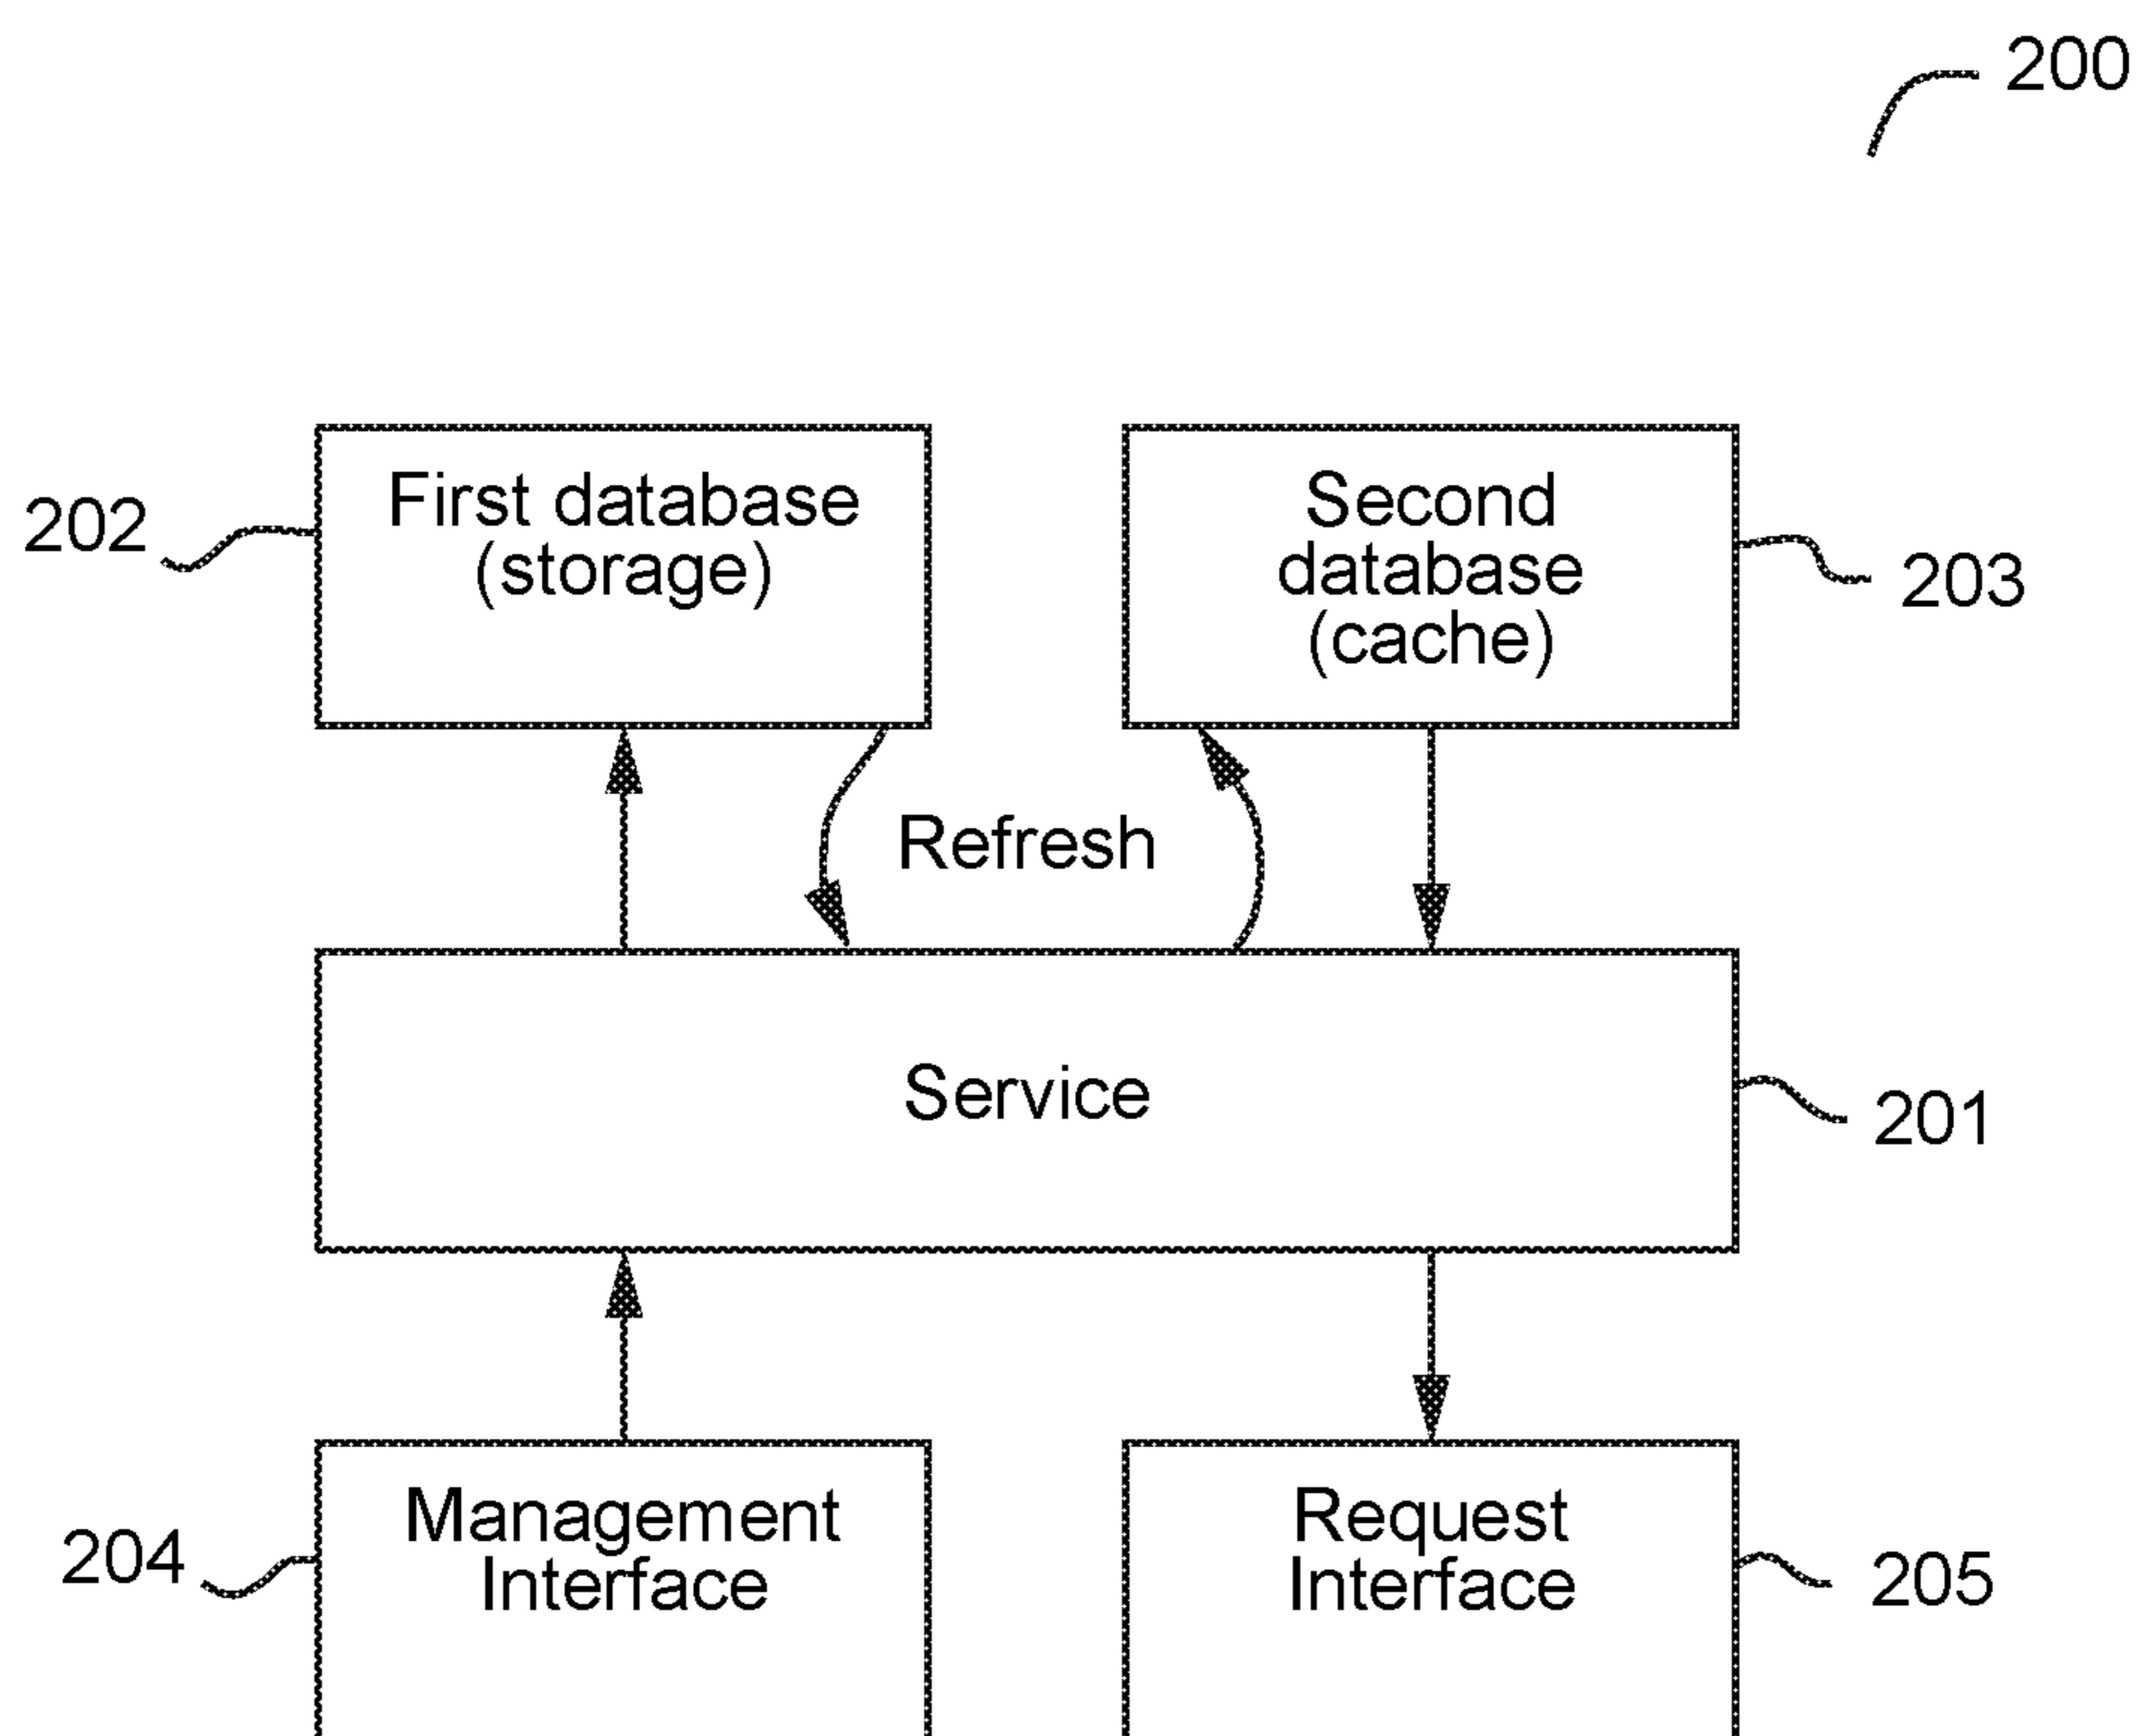 200
First database
(storage)
202
Second
database
(cache)
203
Refresh
Service
201
Management
Interface
204
Request
Interface
205